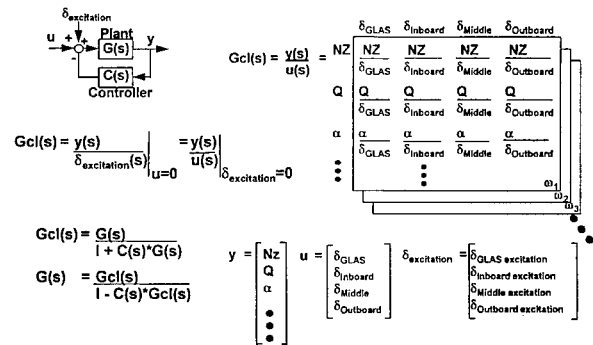 δexcitation
u + + Plant y
G(s)
-
C(s)
Controller
δGLAS δInboard δMiddle δOutboard
Gcl(s) = y(s)/u(s) = NZ NZ/δGLAS NZ/δInboard NZ/δMiddle NZ/δOutboard
Q Q/δGLAS Q/δInboard Q/δMiddle Q/δOutboard
α α/δGLAS α/δInboard α/δMiddle α/δOutboard
ω1
ω2
ω3
Gcl(s) = y(s)/δexcitation(s)|u=0 = y(s)/u(s)|δexcitation=0
Gcl(s) = G(s)/I + C(s)*G(s)
G(s) = Gcl(s)/I - C(s)*Gcl(s)
y = [Nz
Q
α]
u = [δGLAS
δInboard
δMiddle
δOutboard]
δexcitation = [δGLAS excitation
δInboard excitation
δMiddle excitation
δOutboard excitation]